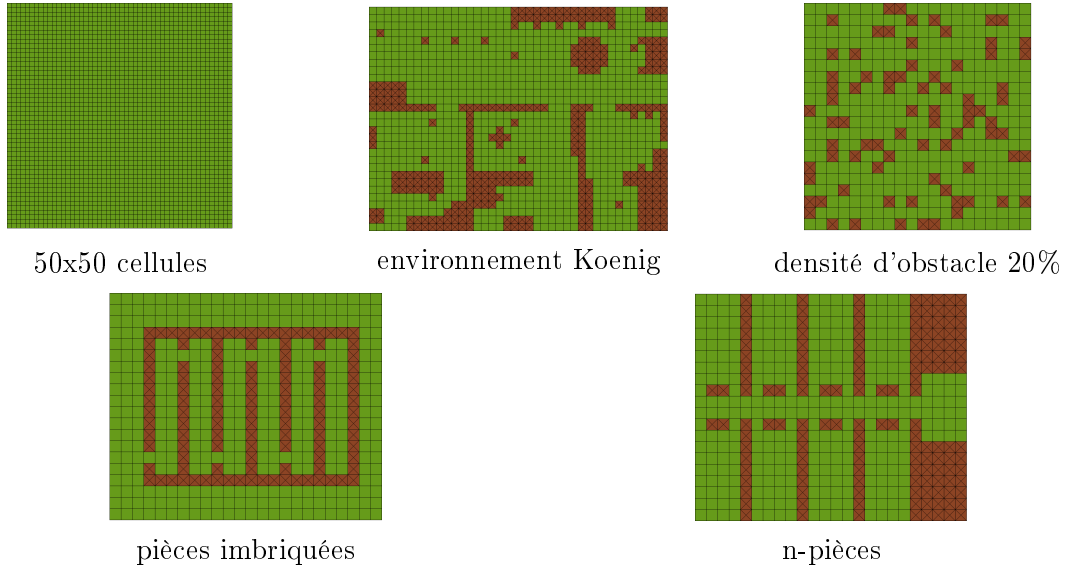 50x50 cellules
environnement Koenig
densité d'obstacle 20%
pièces imbriquées
n-pièces